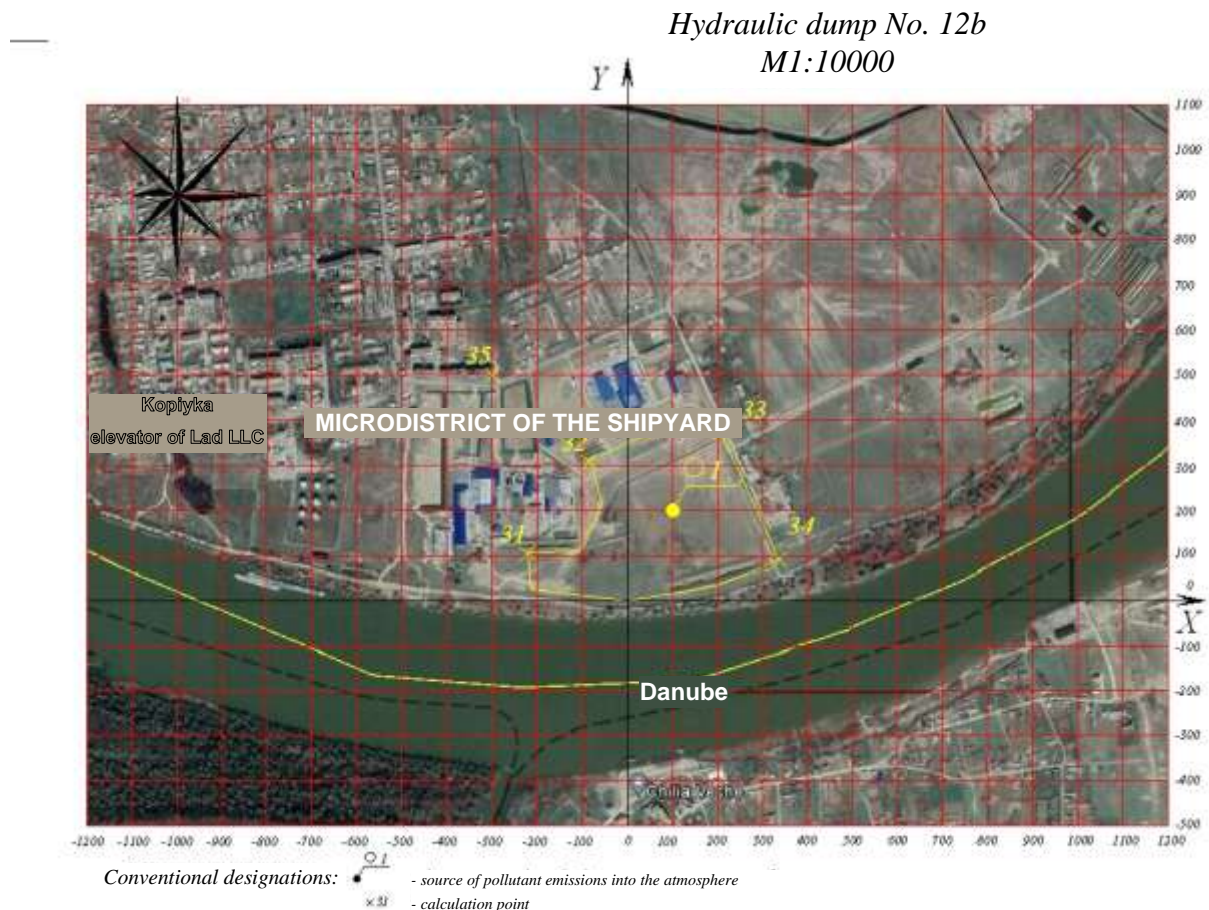 Hydraulic dump No. 12b
M1:10000
Y
1100
1000
900
800
700
600
500
400
300
200
100
0
X
-100
-200
-300
-400
-500
35
33
Kopiyka
elevator of Lad LLC
MICRODISTRICT OF THE SHIPYARD
32
1
34
31
Danube
Chilia Veche
-1200 -1100 -1000 -900 -800 -700 -600 -500 -400 -300 -200 -100 0 100 200 300 400 500 600 700 800 900 1000 1100 1200
Conventional designations:
1
- source of pollutant emissions into the atmosphere
- calculation point